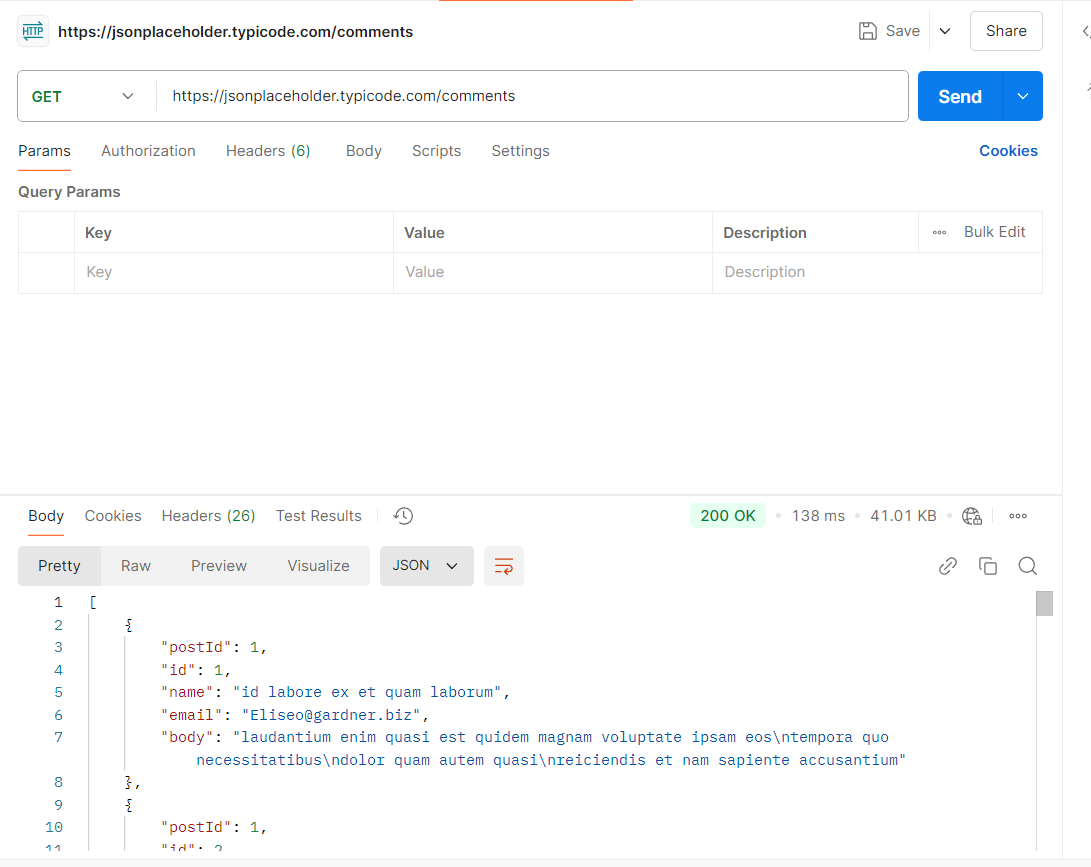 HTTP https://jsonplaceholder.typicode.com/comments Save Share
GET https://jsonplaceholder.typicode.com/comments Send
Params Authorization Headers (6) Body Scripts Settings Cookies
Query Params
Key Value Description Bulk Edit
Key Value Description
Body Cookies Headers (26) Test Results 200 OK 138 ms 41.01 KB
Pretty Raw Preview Visualize JSON
1 [
2 {
3 "postId": 1,
4 "id": 1,
5 "name": "id labore ex et quam laborum",
6 "email": "Eliseo@gardner.biz",
7 "body": "laudantium enim quasi est quidem magnam voluptate ipsam eos\ntempora quo
necessitatibus\ndolor quam autem quasi\nreiciendis et nam sapiente accusantium"
8 },
9 {
10 "postId": 1,
11 "id": 2